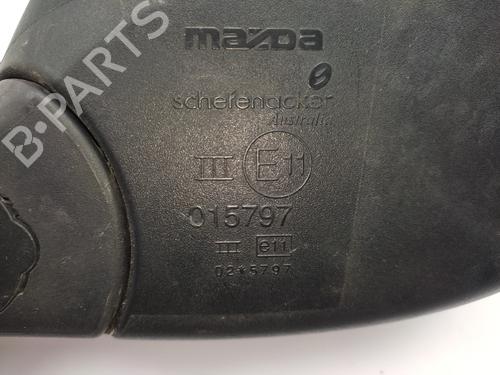 B-PARTS
mazda
schefenacker
Australia
III E11
015797
III e11
02*5797